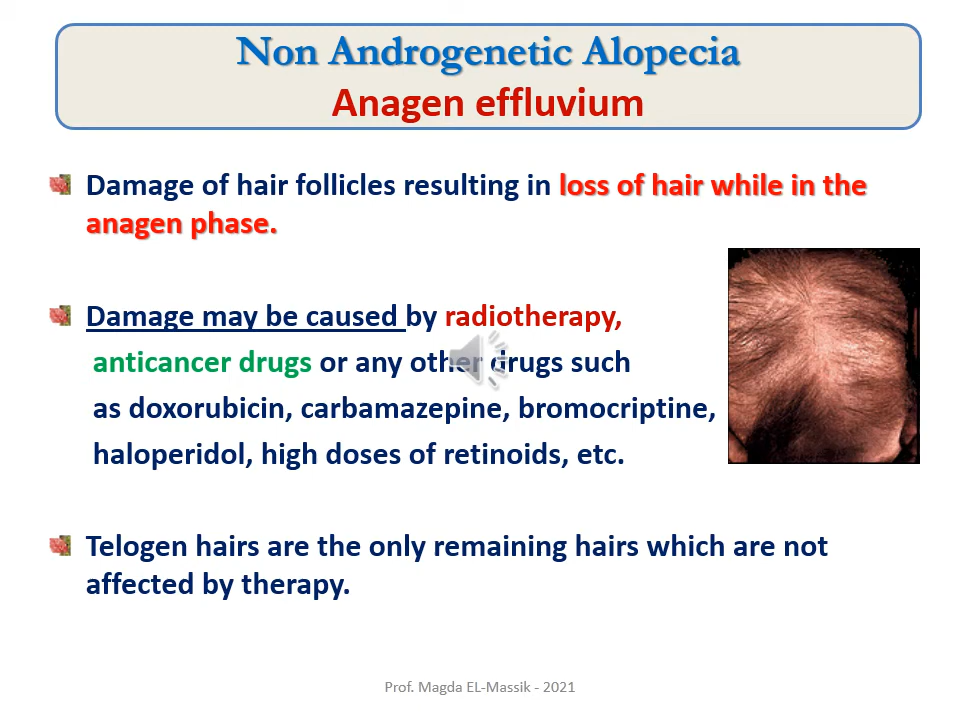 Non Androgenetic Alopecia
Anagen effluvium
Damage of hair follicles resulting in loss of hair while in the
anagen phase.
Damage may be caused by radiotherapy,
anticancer drugs or any other drugs such
as doxorubicin, carbamazepine, bromocriptine,
haloperidol, high doses of retinoids, etc.
Telogen hairs are the only remaining hairs which are not
affected by therapy.
Prof. Magda EL-Massik - 2021